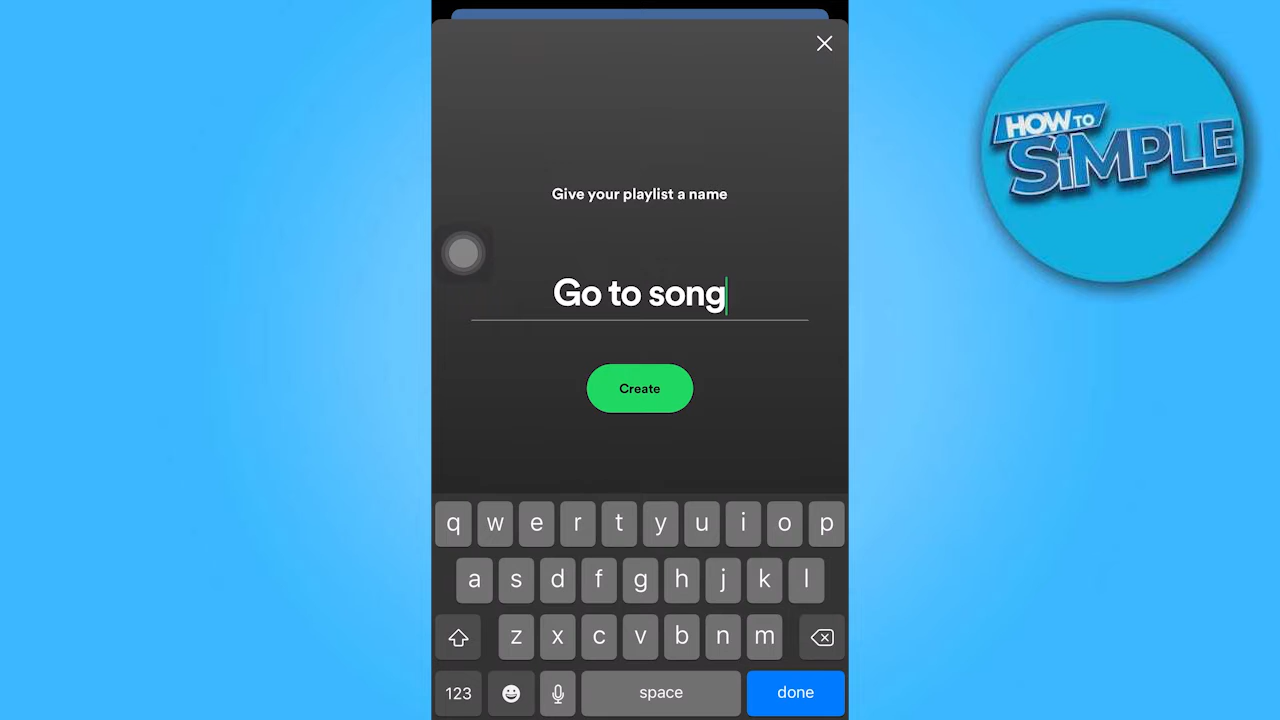 HOW TO
SiMPLE
Give your playlist a name
Go to song
Create
q w e r t y u i o p
a s d f g h j k l
z x c v b n m
123 space done